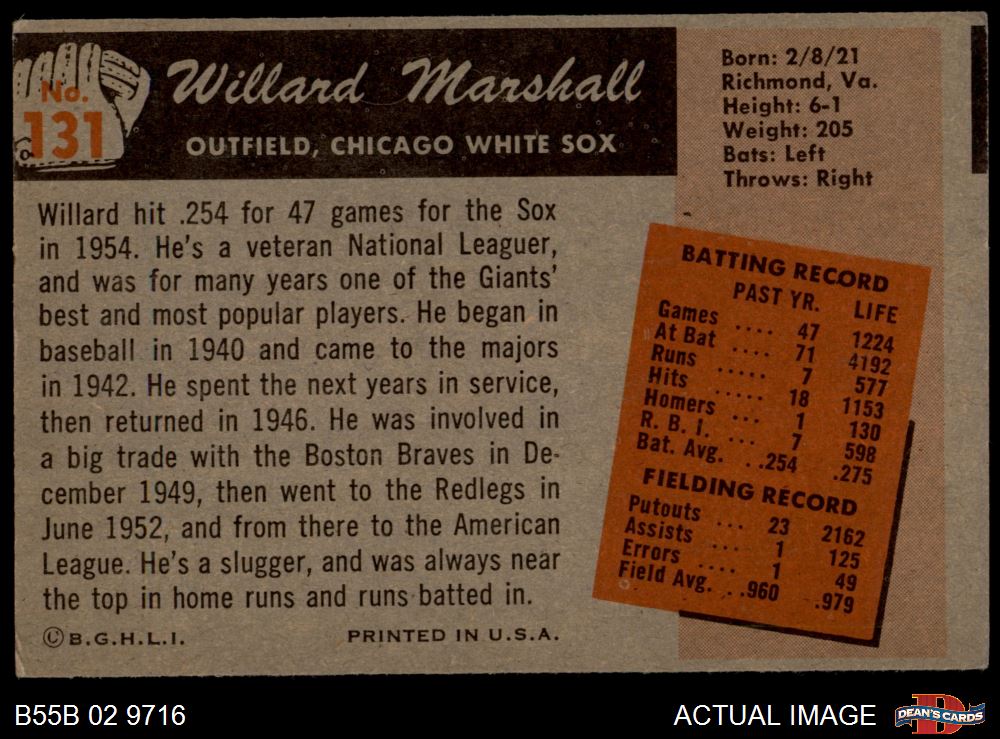 No.
131
Willard Marshall
OUTFIELD, CHICAGO WHITE SOX
Born: 2/8/21
Richmond, Va.
Height: 6-1
Weight: 205
Bats: Left
Throws: Right
Willard hit .254 for 47 games for the Sox
in 1954. He's a veteran National Leaguer,
and was for many years one of the Giants'
best and most popular players. He began in
baseball in 1940 and came to the majors
in 1942. He spent the next years in service,
then returned in 1946. He was involved in
a big trade with the Boston Braves in De-
cember 1949, then went to the Redlegs in
June 1952, and from there to the American
League. He's a slugger, and was always near
the top in home runs and runs batted in.
©B.G.H.L.I. PRINTED IN U.S.A.
BATTING RECORD
PAST YR. LIFE
Games .... 47 1224
At Bat .... 71 4192
Runs ..... 7 577
Hits ..... 18 1153
Homers ... 1 130
R. B. I. ... 7 598
Bat. Avg. ..254 .275
FIELDING RECORD
Putouts ... 23 2162
Assists ... 1 125
Errors .... 1 49
Field Avg. ..960 .979
B55B 02 9716
ACTUAL IMAGE
D
DEAN'S CARDS